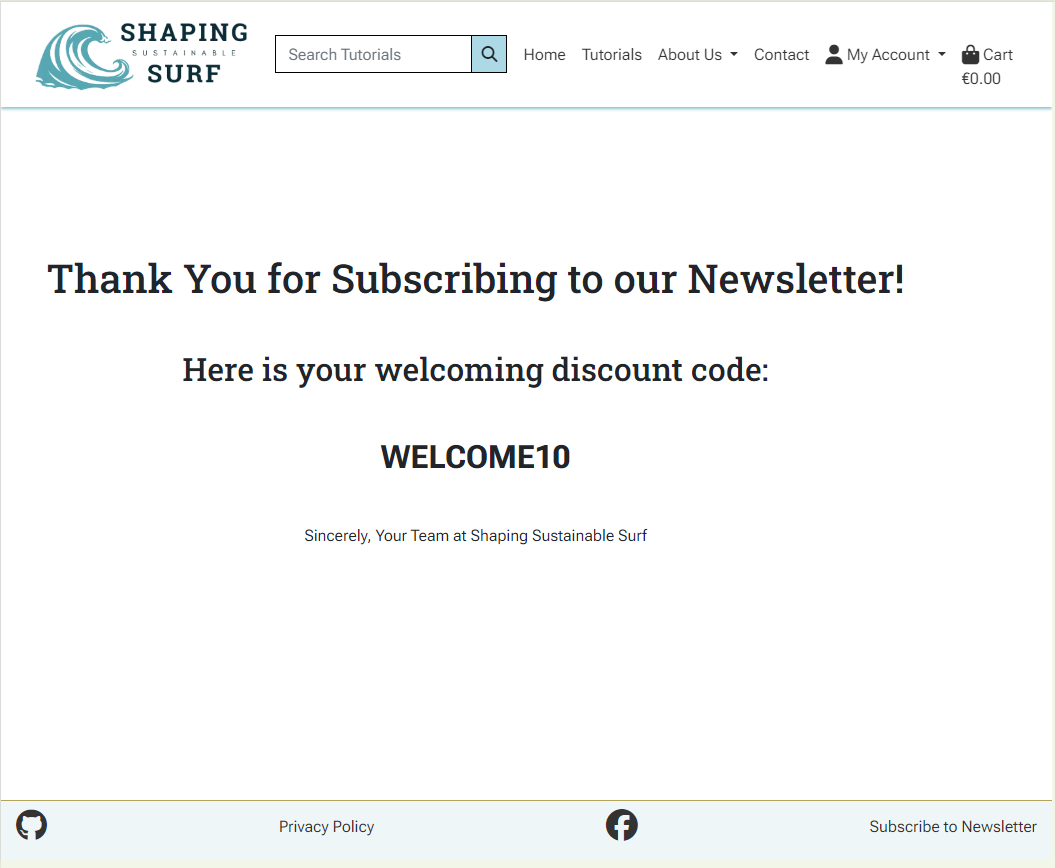 SHAPING
SUSTAINABLE
SURF
Search Tutorials
Home
Tutorials
About Us
Contact
My Account
Cart
€0.00
Thank You for Subscribing to our Newsletter!
Here is your welcoming discount code:
WELCOME10
Sincerely, Your Team at Shaping Sustainable Surf
Privacy Policy
Subscribe to Newsletter